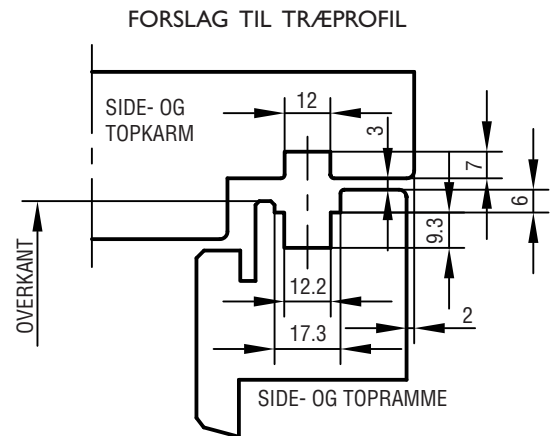 FORSLAG TIL TRÆPROFIL
SIDE- OG
TOPKARM
12
3
7
6
9.3
OVERKANT
12.2
2
17.3
SIDE- OG TOPRAMME